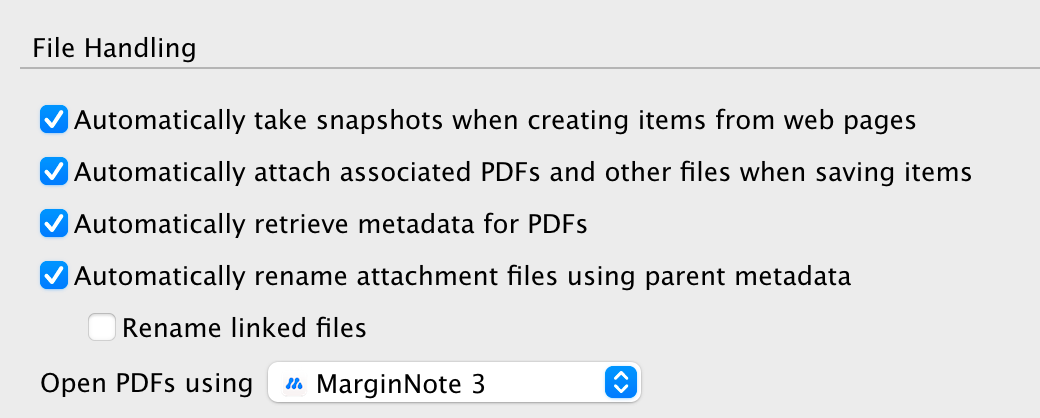 File Handling
Automatically take snapshots when creating items from web pages
Automatically attach associated PDFs and other files when saving items
Automatically retrieve metadata for PDFs
Automatically rename attachment files using parent metadata
Rename linked files
Open PDFs using MarginNote 3